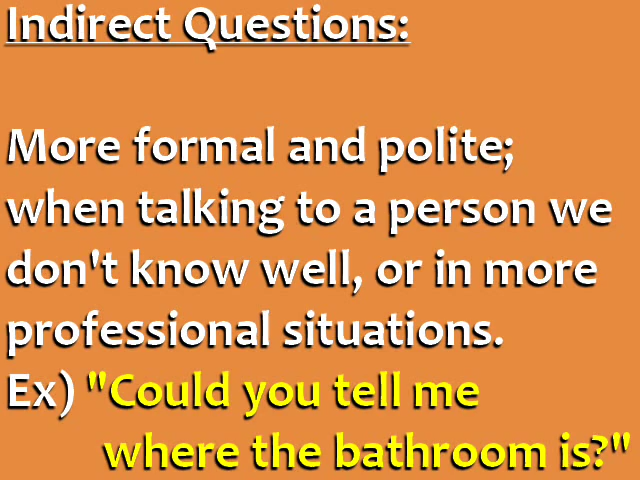 Indirect Questions:
More formal and polite;
when talking to a person we
don't know well, or in more
professional situations.
Ex) "Could you tell me
where the bathroom is?"